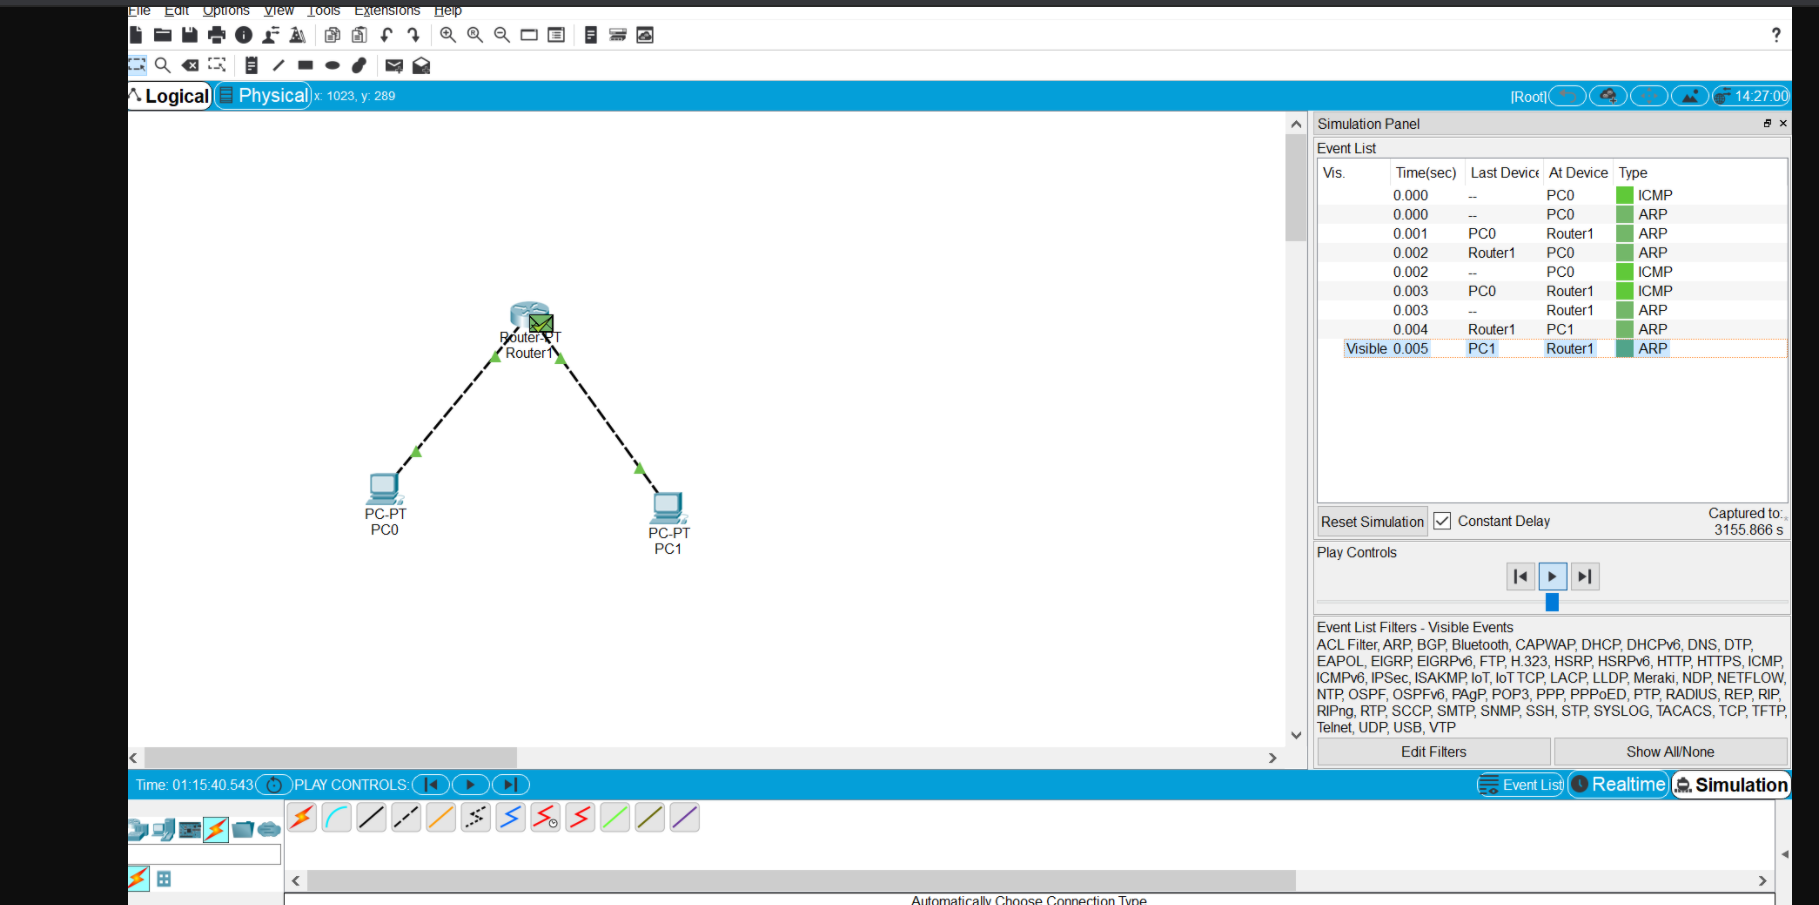 File Edit Options View Tools Extensions Help
?
Logical Physical x: 1023, y: 289 [Root] 14:27:00
Simulation Panel
Event List
Vis. Time(sec) Last Device At Device Type
0.000 -- PC0 ICMP
0.000 -- PC0 ARP
0.001 PC0 Router1 ARP
0.002 Router1 PC0 ARP
0.002 -- PC0 ICMP
0.003 PC0 Router1 ICMP
0.003 -- Router1 ARP
0.004 Router1 PC1 ARP
Visible 0.005 PC1 Router1 ARP
Router-PT
Router1
PC-PT
PC0
PC-PT
PC1
Reset Simulation Constant Delay Captured to:
3155.866 s
Play Controls
Event List Filters - Visible Events
ACL Filter, ARP, BGP, Bluetooth, CAPWAP, DHCP, DHCPv6, DNS, DTP,
EAPOL, EIGRP, EIGRPv6, FTP, H.323, HSRP, HSRPv6, HTTP, HTTPS, ICMP,
ICMPv6, IPSec, ISAKMP, IoT, IoT TCP, LACP, LLDP, Meraki, NDP, NETFLOW,
NTP, OSPF, OSPFv6, PAgP, POP3, PPP, PPPoED, PTP, RADIUS, REP, RIP,
RIPng, RTP, SCCP, SMTP, SNMP, SSH, STP, SYSLOG, TACACS, TCP, TFTP,
Telnet, UDP, USB, VTP
Edit Filters Show All/None
Time: 01:15:40.543 PLAY CONTROLS: Event List Realtime Simulation
Automatically Choose Connection Type